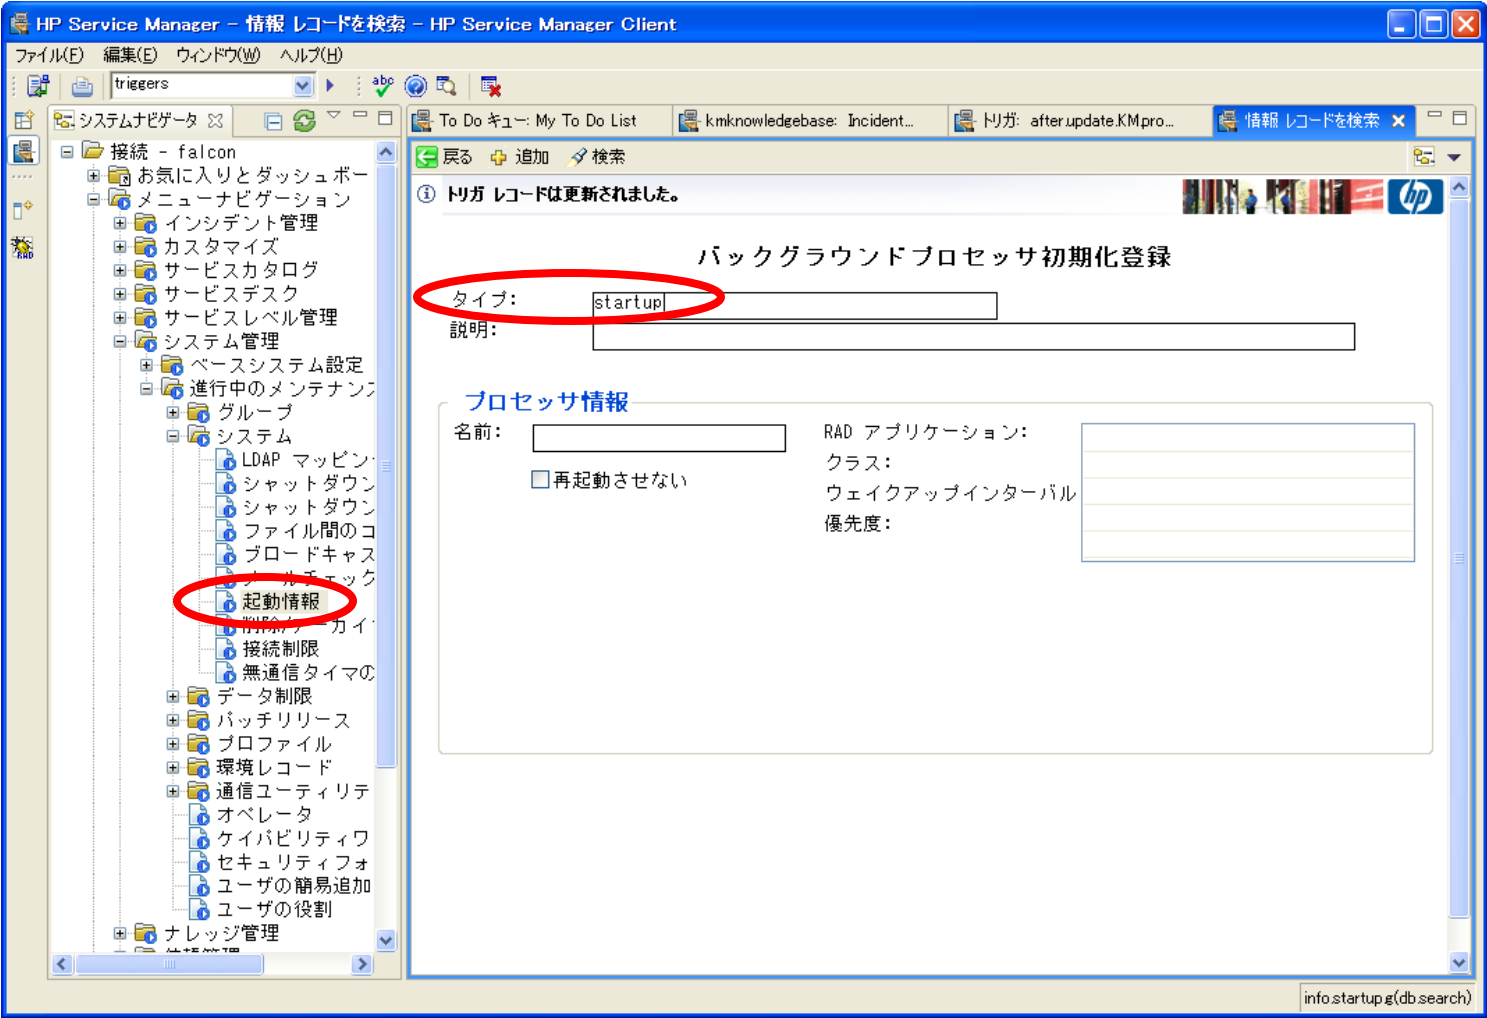 HP Service Manager - 情報 レコードを検索 - HP Service Manager Client
ファイル(F) 編集(E) ウィンドウ(W) ヘルプ(H)
triggers
abc
システムナビゲータ
To Do キュー: My To Do List
kmknowledgebase: Incident...
トリガ: after.update.KM.pro...
情報 レコードを検索
戻る 追加 検索
トリガ レコードは更新されました。
hp
RAD
接続 - falcon
お気に入りとダッシュボー
メニューナビゲーション
インシデント管理
カスタマイズ
サービスカタログ
サービスデスク
サービスレベル管理
システム管理
ベースシステム設定
進行中のメンテナンス
グループ
システム
LDAP マッピン
シャットダウン
シャットダウン
ファイル間のコ
ブロードキャス
メールチェック
起動情報
削除/アーカイ
接続制限
無通信タイマの
データ制限
バッチリリース
プロファイル
環境レコード
通信ユーティリテ
オペレータ
ケイパビリティワ
セキュリティフォ
ユーザの簡易追加
ユーザの役割
ナレッジ管理
バックグラウンドプロセッサ初期化登録
タイプ: startup
説明:
プロセッサ情報
名前:
再起動させない
RAD アプリケーション:
クラス:
ウェイクアップインターバル
優先度:
info.startup.g(db.search)